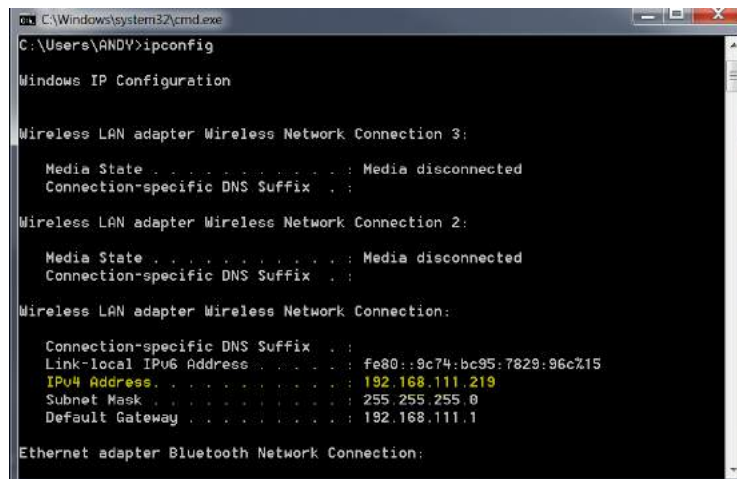 C:\Windows\system32\cmd.exe
C:\Users\ANDY>ipconfig
Windows IP Configuration
Wireless LAN adapter Wireless Network Connection 3:
Media State . . . . . . . . . . . : Media disconnected
Connection-specific DNS Suffix . :
Wireless LAN adapter Wireless Network Connection 2:
Media State . . . . . . . . . . . : Media disconnected
Connection-specific DNS Suffix . :
Wireless LAN adapter Wireless Network Connection:
Connection-specific DNS Suffix . :
Link-local IPv6 Address . . . . . : fe80::9c74:bc95:7829:96c%15
IPv4 Address. . . . . . . . . . . : 192.168.111.219
Subnet Mask . . . . . . . . . . . : 255.255.255.0
Default Gateway . . . . . . . . . : 192.168.111.1
Ethernet adapter Bluetooth Network Connection: